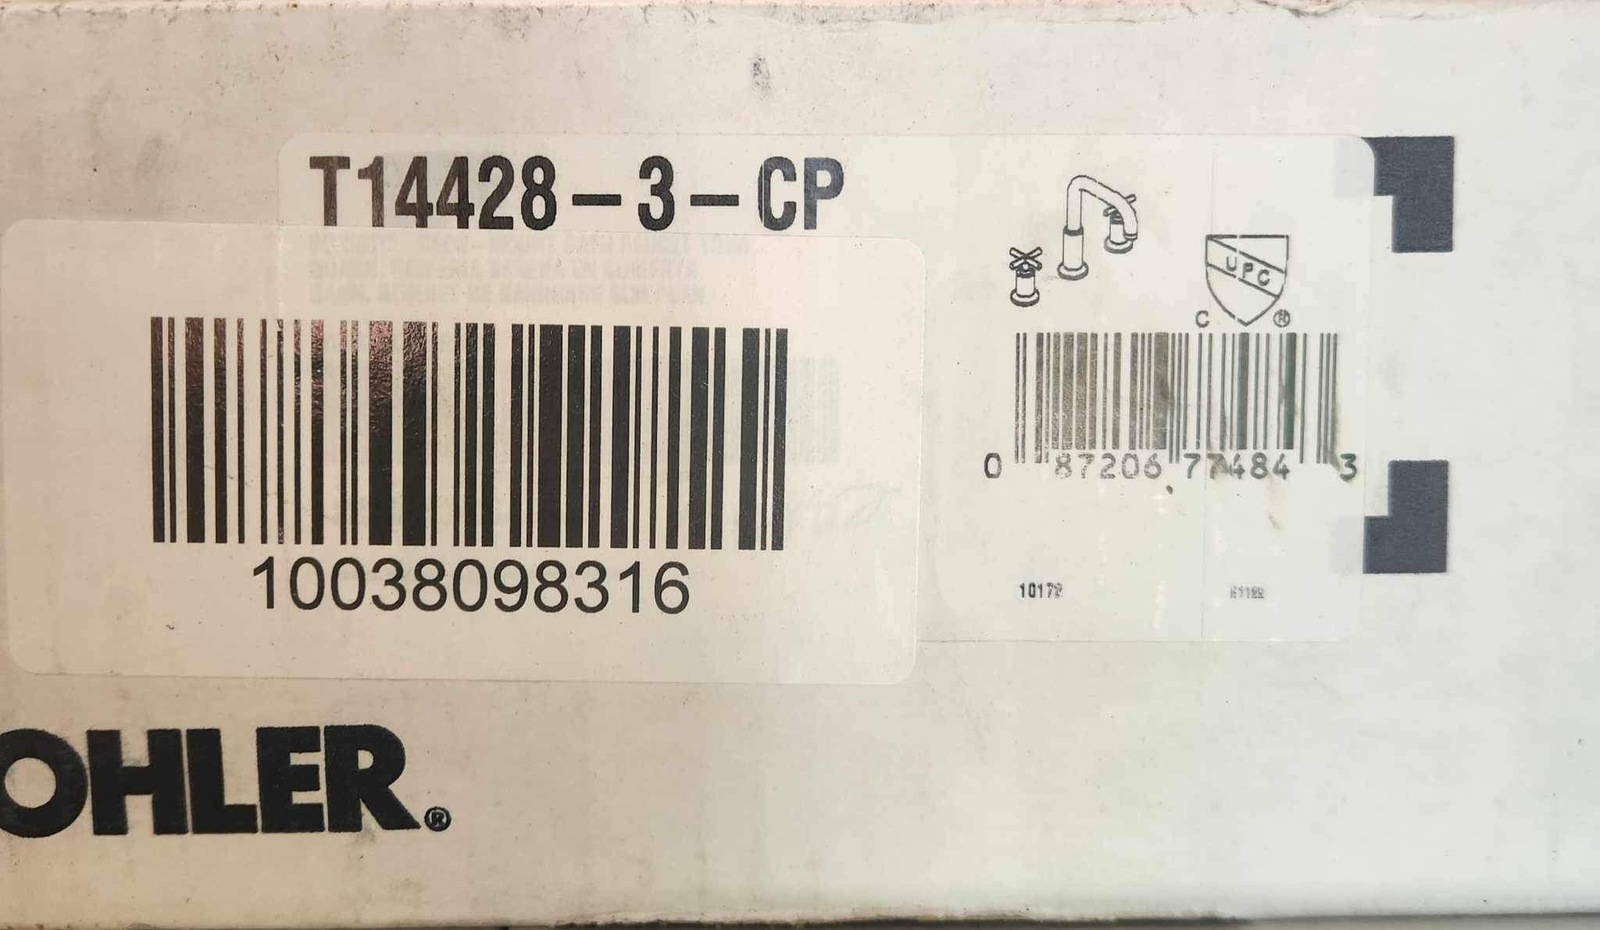 T14428-3-CP
UPC
C ®
0 87206 77484 3
10038098316
OHLER®